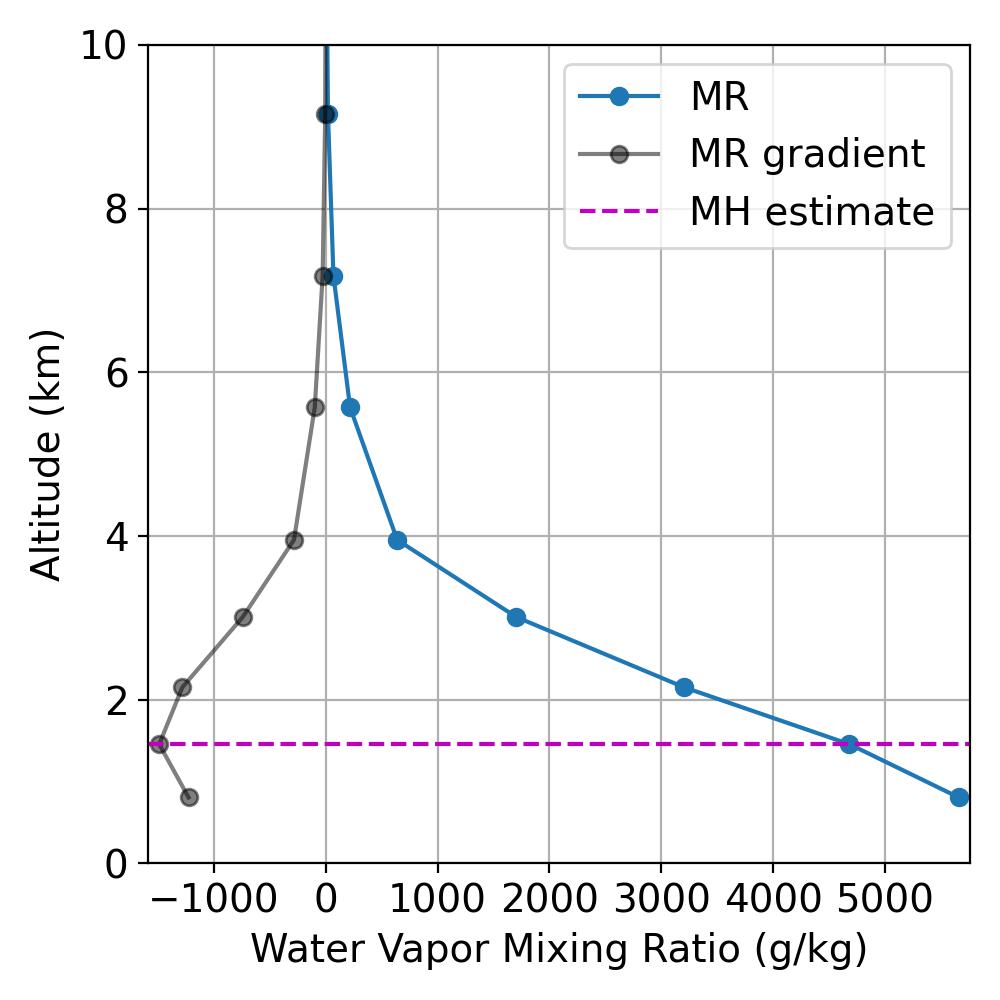 10
8
6
4
2
0
Altitude (km)
MR
MR gradient
MH estimate
−1000 0 1000 2000 3000 4000 5000
Water Vapor Mixing Ratio (g/kg)